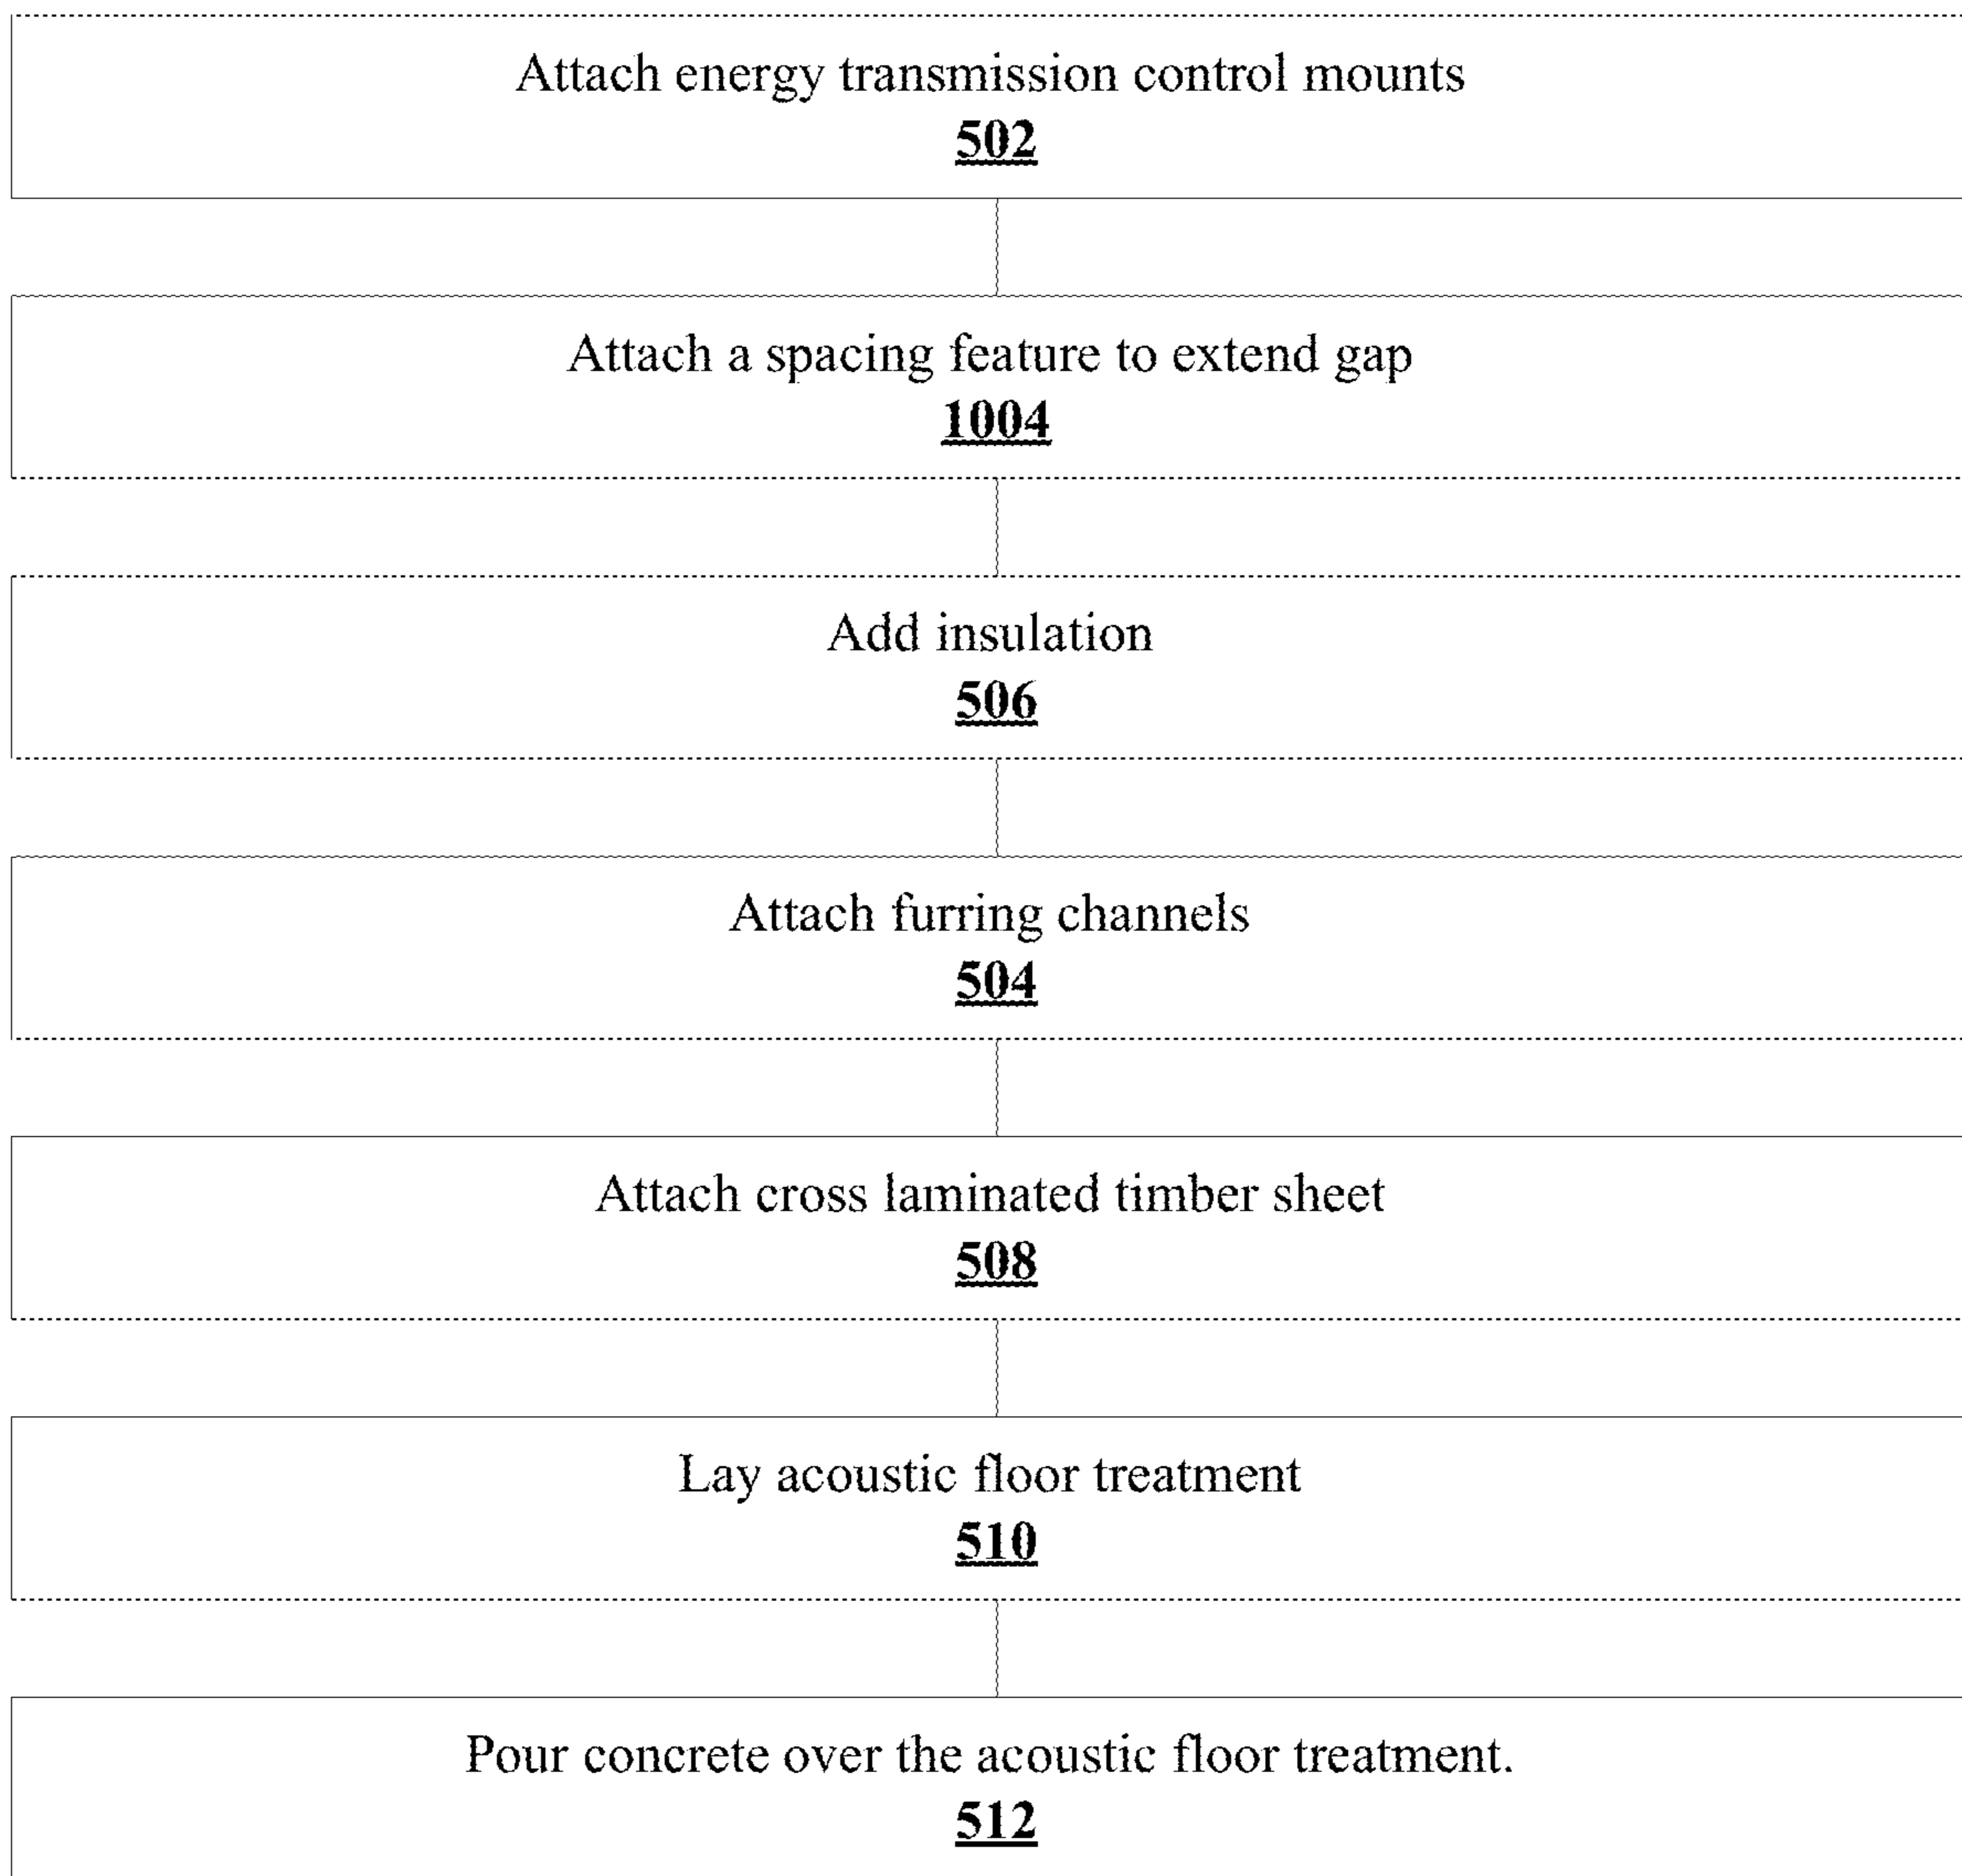 Attach energy transmission control mounts
502
Attach a spacing feature to extend gap
1004
Add insulation
506
Attach furring channels
504
Attach cross laminated timber sheet
508
Lay acoustic floor treatment
510
Pour concrete over the acoustic floor treatment.
512